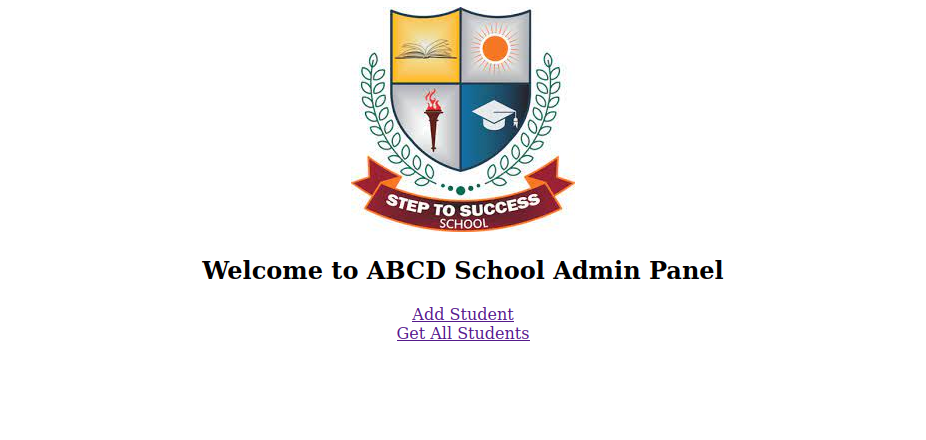 STEP TO SUCCESS
SCHOOL
Welcome to ABCD School Admin Panel
Add Student
Get All Students